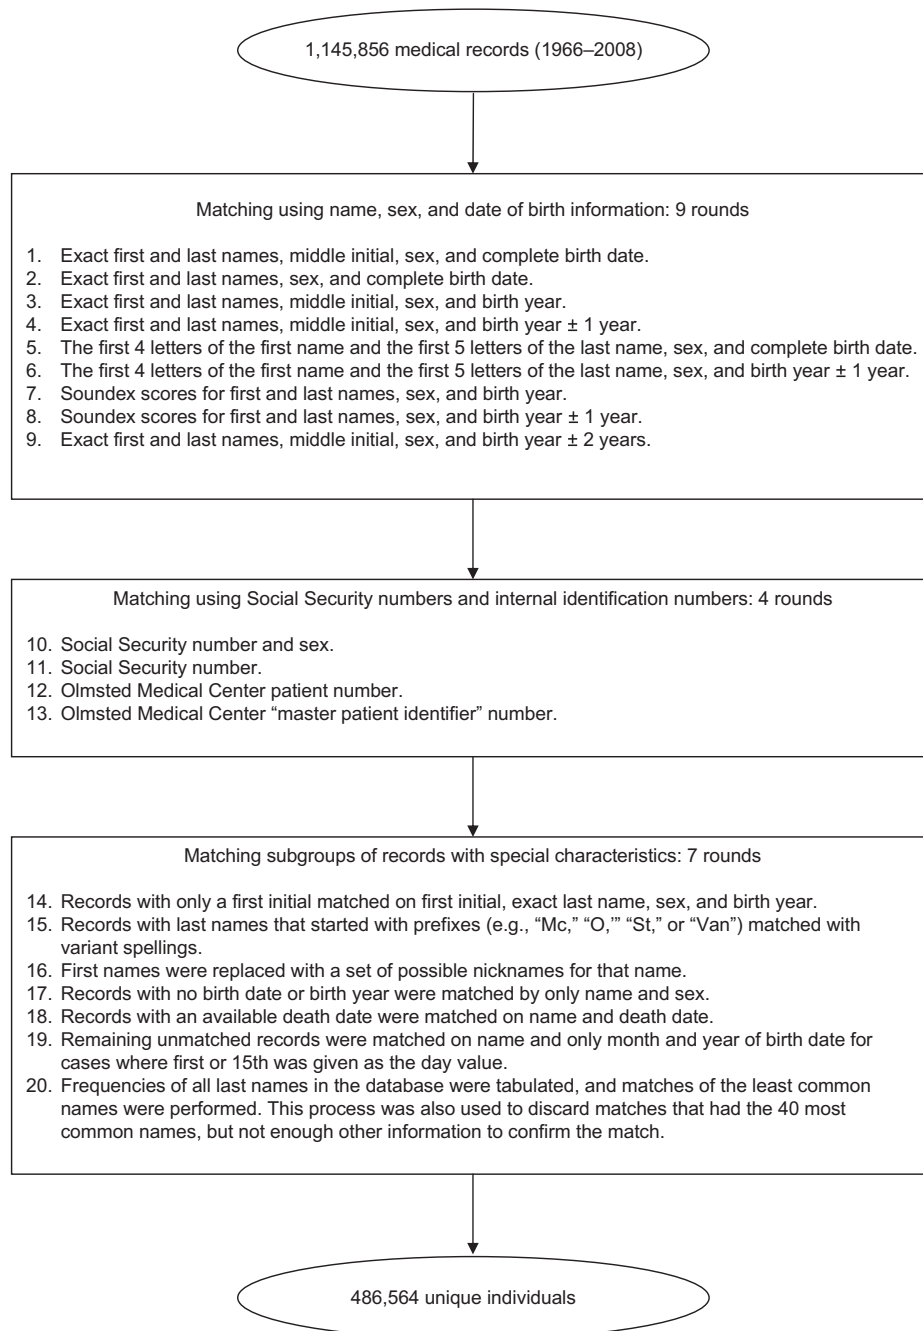 1,145,856 medical records (1966–2008)
Matching using name, sex, and date of birth information: 9 rounds
1. Exact first and last names, middle initial, sex, and complete birth date.
2. Exact first and last names, sex, and complete birth date.
3. Exact first and last names, middle initial, sex, and birth year.
4. Exact first and last names, middle initial, sex, and birth year ± 1 year.
5. The first 4 letters of the first name and the first 5 letters of the last name, sex, and complete birth date.
6. The first 4 letters of the first name and the first 5 letters of the last name, sex, and birth year ± 1 year.
7. Soundex scores for first and last names, sex, and birth year.
8. Soundex scores for first and last names, sex, and birth year ± 1 year.
9. Exact first and last names, middle initial, sex, and birth year ± 2 years.
Matching using Social Security numbers and internal identification numbers: 4 rounds
10. Social Security number and sex.
11. Social Security number.
12. Olmsted Medical Center patient number.
13. Olmsted Medical Center “master patient identifier” number.
Matching subgroups of records with special characteristics: 7 rounds
14. Records with only a first initial matched on first initial, exact last name, sex, and birth year.
15. Records with last names that started with prefixes (e.g., “Mc,” “O,’” “St,” or “Van”) matched with
variant spellings.
16. First names were replaced with a set of possible nicknames for that name.
17. Records with no birth date or birth year were matched by only name and sex.
18. Records with an available death date were matched on name and death date.
19. Remaining unmatched records were matched on name and only month and year of birth date for
cases where first or 15th was given as the day value.
20. Frequencies of all last names in the database were tabulated, and matches of the least common
names were performed. This process was also used to discard matches that had the 40 most
common names, but not enough other information to confirm the match.
486,564 unique individuals